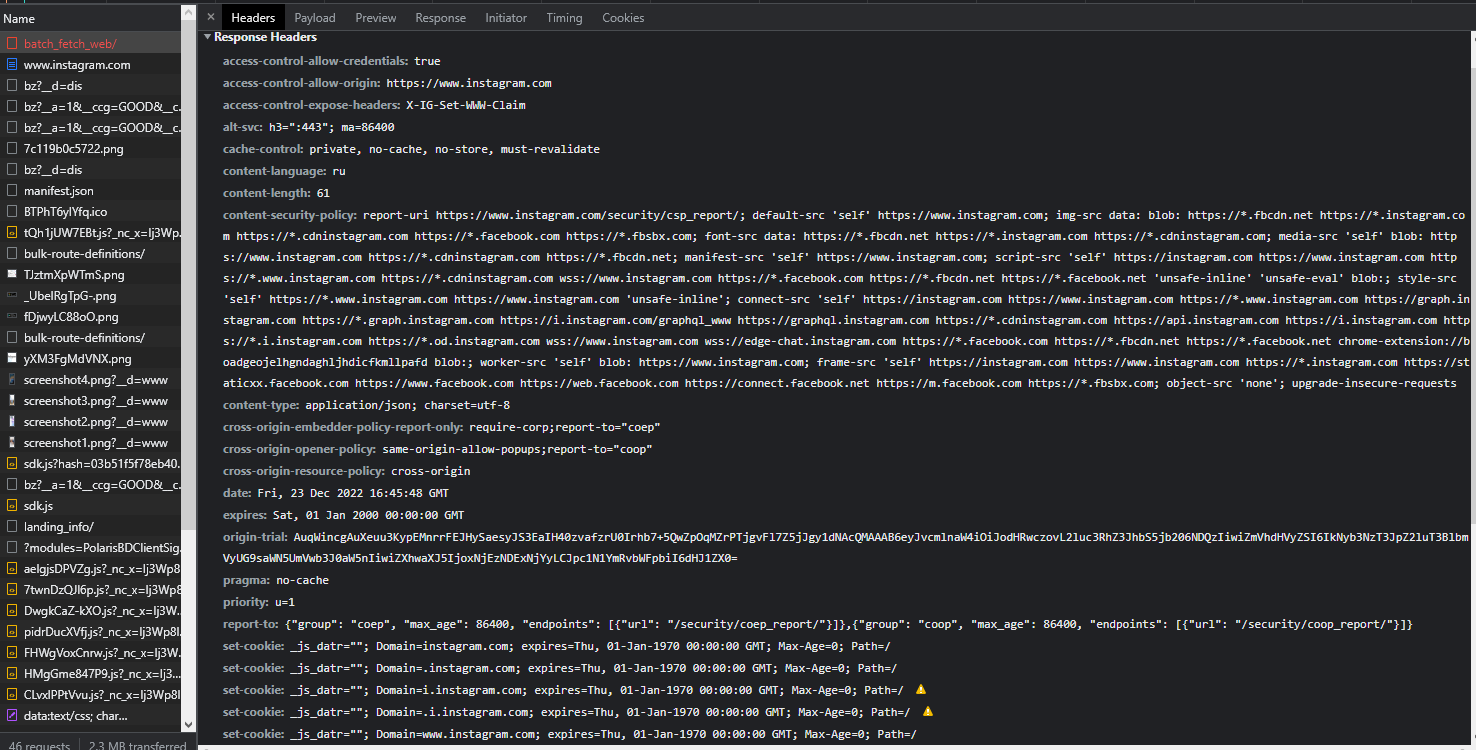 Name
× Headers Payload Preview Response Initiator Timing Cookies
batch_fetch_web/
www.instagram.com
bz?__d=dis
bz?__a=1&__ccg=GOOD&__c...
bz?__a=1&__ccg=GOOD&__c...
7c119b0c5722.png
bz?__d=dis
manifest.json
BTPhT6yIYfq.ico
tQh1jUW7EBt.js?_nc_x=Ij3Wp...
bulk-route-definitions/
TJztmXpWTmS.png
_UbelRgTpG-.png
fDjwyLC88oO.png
bulk-route-definitions/
yXM3FgMdVNX.png
screenshot4.png?__d=www
screenshot3.png?__d=www
screenshot2.png?__d=www
screenshot1.png?__d=www
sdk.js?hash=03b51f5f78eb40...
bz?__a=1&__ccg=GOOD&__c...
sdk.js
landing_info/
?modules=PolarisBDClientSig...
aelgjsDPVZg.js?_nc_x=Ij3Wp8...
7twnDzQJl6p.js?_nc_x=Ij3Wp8...
DwgkCaZ-kXO.js?_nc_x=Ij3W...
pidrDucXVfj.js?_nc_x=Ij3Wp8I...
FHWgVoxCnrw.js?_nc_x=Ij3...
HMgGme847P9.js?_nc_x=Ij3...
CLvxlPPtVvu.js?_nc_x=Ij3Wp8I...
data:text/css; char...
46 requests 2.3 MB transferred
Response Headers
access-control-allow-credentials: true
access-control-allow-origin: https://www.instagram.com
access-control-expose-headers: X-IG-Set-WWW-Claim
alt-svc: h3=":443"; ma=86400
cache-control: private, no-cache, no-store, must-revalidate
content-language: ru
content-length: 61
content-security-policy: report-uri https://www.instagram.com/security/csp_report/; default-src 'self' https://www.instagram.com; img-src data: blob: https://*.fbcdn.net https://*.instagram.co
m https://*.cdninstagram.com https://*.facebook.com https://*.fbsbx.com; font-src data: https://*.fbcdn.net https://*.instagram.com https://*.cdninstagram.com; media-src 'self' blob: http
s://www.instagram.com https://*.cdninstagram.com https://*.fbcdn.net; manifest-src 'self' https://www.instagram.com; script-src 'self' https://instagram.com https://www.instagram.com http
s://*.www.instagram.com https://*.cdninstagram.com wss://www.instagram.com https://*.facebook.com https://*.fbcdn.net https://*.facebook.net 'unsafe-inline' 'unsafe-eval' blob:; style-src
'self' https://*.www.instagram.com https://www.instagram.com 'unsafe-inline'; connect-src 'self' https://instagram.com https://www.instagram.com https://*.www.instagram.com https://graph.in
stagram.com https://*.graph.instagram.com https://i.instagram.com/graphql_www https://graphql.instagram.com https://*.cdninstagram.com https://api.instagram.com https://i.instagram.com http
s://*.i.instagram.com https://*.od.instagram.com wss://www.instagram.com wss://edge-chat.instagram.com https://*.facebook.com https://*.fbcdn.net https://*.facebook.net chrome-extension://b
oadgeojelhgndaghljhdicfkmllpafd blob:; worker-src 'self' blob: https://www.instagram.com; frame-src 'self' https://instagram.com https://www.instagram.com https://*.instagram.com https://st
aticxx.facebook.com https://www.facebook.com https://web.facebook.com https://connect.facebook.net https://m.facebook.com https://*.fbsbx.com; object-src 'none'; upgrade-insecure-requests
content-type: application/json; charset=utf-8
cross-origin-embedder-policy-report-only: require-corp;report-to="coep"
cross-origin-opener-policy: same-origin-allow-popups;report-to="coop"
cross-origin-resource-policy: cross-origin
date: Fri, 23 Dec 2022 16:45:48 GMT
expires: Sat, 01 Jan 2000 00:00:00 GMT
origin-trial: AuqWincgAuXeuu3KypEMnrrFEJHySaesyJS3EaIH40zvafzrU0Irhb7+5QwZpOqMZrPTjgvFl7Z5jJgy1dNAcQMAAAB6eyJvcmlnaW4iOiJodHRwczovL2luc3RhZ3JhbS5jb206NDQzIiwiZmVhdHVyZSI6IkNyb3NzT3JpZ2luT3Blbm
VyUG9saWN5UmVwb3J0aW5nIiwiZXhwaXJ5IjoxNjEzNDExNjYyLCJpc1N1YmRvbWFpbiI6dHJ1ZX0=
pragma: no-cache
priority: u=1
report-to: {"group": "coep", "max_age": 86400, "endpoints": [{"url": "/security/coep_report/"}]},{"group": "coop", "max_age": 86400, "endpoints": [{"url": "/security/coop_report/"}]}
set-cookie: _js_datr=""; Domain=instagram.com; expires=Thu, 01-Jan-1970 00:00:00 GMT; Max-Age=0; Path=/
set-cookie: _js_datr=""; Domain=.instagram.com; expires=Thu, 01-Jan-1970 00:00:00 GMT; Max-Age=0; Path=/
set-cookie: _js_datr=""; Domain=i.instagram.com; expires=Thu, 01-Jan-1970 00:00:00 GMT; Max-Age=0; Path=/
set-cookie: _js_datr=""; Domain=.i.instagram.com; expires=Thu, 01-Jan-1970 00:00:00 GMT; Max-Age=0; Path=/
set-cookie: _js_datr=""; Domain=www.instagram.com; expires=Thu, 01-Jan-1970 00:00:00 GMT; Max-Age=0; Path=/